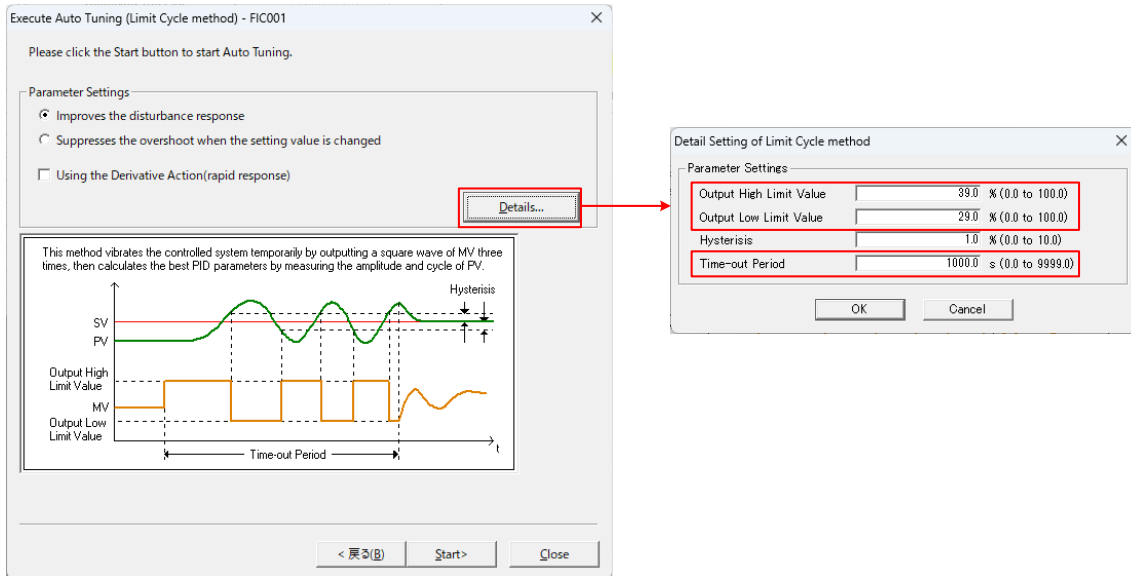 Execute Auto Tuning (Limit Cycle method) - FIC001
Please click the Start button to start Auto Tuning.
Parameter Settings
Improves the disturbance response
Suppresses the overshoot when the setting value is changed
Using the Derivative Action(rapid response)
Details...
This method vibrates the controlled system temporarily by outputting a square wave of MV three
times, then calculates the best PID parameters by measuring the amplitude and cycle of PV.
Hysterisis
SV
PV
Output High
Limit Value
MV
Output Low
Limit Value
t
Time-out Period
< 戻る(B)
Start>
Close
Detail Setting of Limit Cycle method
Parameter Settings
Output High Limit Value 39.0 % (0.0 to 100.0)
Output Low Limit Value 29.0 % (0.0 to 100.0)
Hysterisis 1.0 % (0.0 to 10.0)
Time-out Period 1000.0 s (0.0 to 9999.0)
OK
Cancel